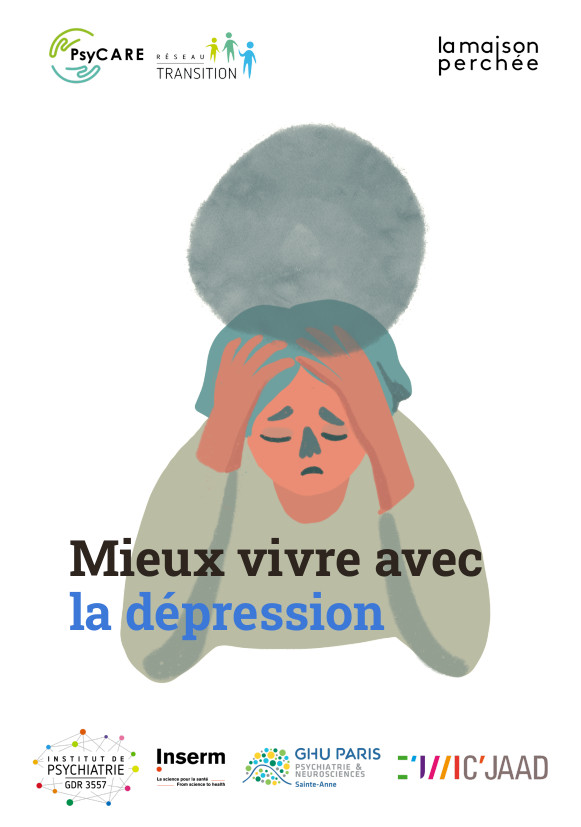 PsyCARE
RÉSEAU
TRANSITION
la maison
perchée
Mieux vivre avec
la dépression
INSTITUT DE
PSYCHIATRIE
GDR 3557
Inserm
La science pour la santé
From science to health
GHU PARIS
PSYCHIATRIE &
NEUROSCIENCES
Sainte-Anne
C'JAAD